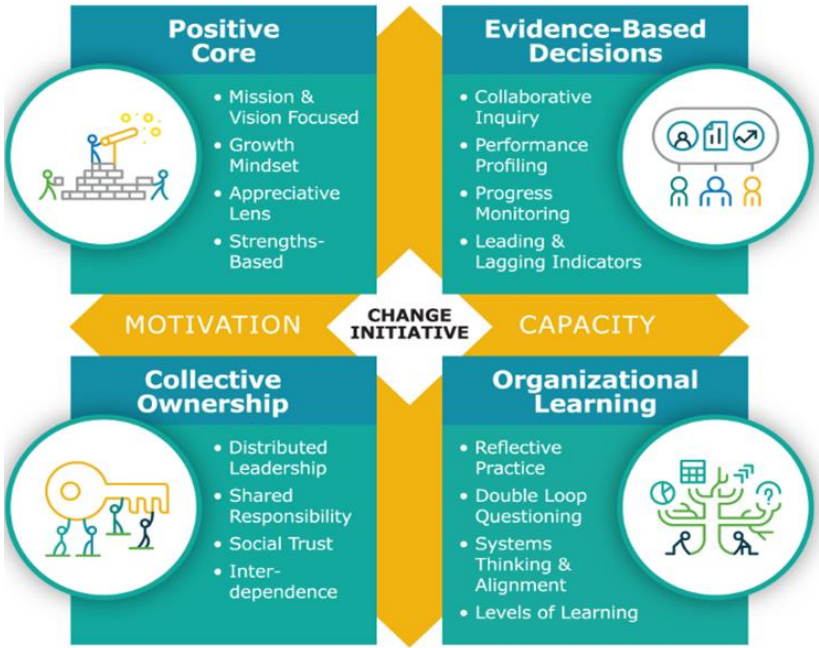 Positive
Core
• Mission &
Vision Focused
• Growth
Mindset
• Appreciative
Lens
• Strengths-
Based
Evidence-Based
Decisions
• Collaborative
Inquiry
• Performance
Profiling
• Progress
Monitoring
• Leading &
Lagging Indicators
MOTIVATION
CHANGE
INITIATIVE
CAPACITY
Collective
Ownership
• Distributed
Leadership
• Shared
Responsibility
• Social Trust
• Inter-
dependence
Organizational
Learning
• Reflective
Practice
• Double Loop
Questioning
• Systems
Thinking &
Alignment
• Levels of Learning
?